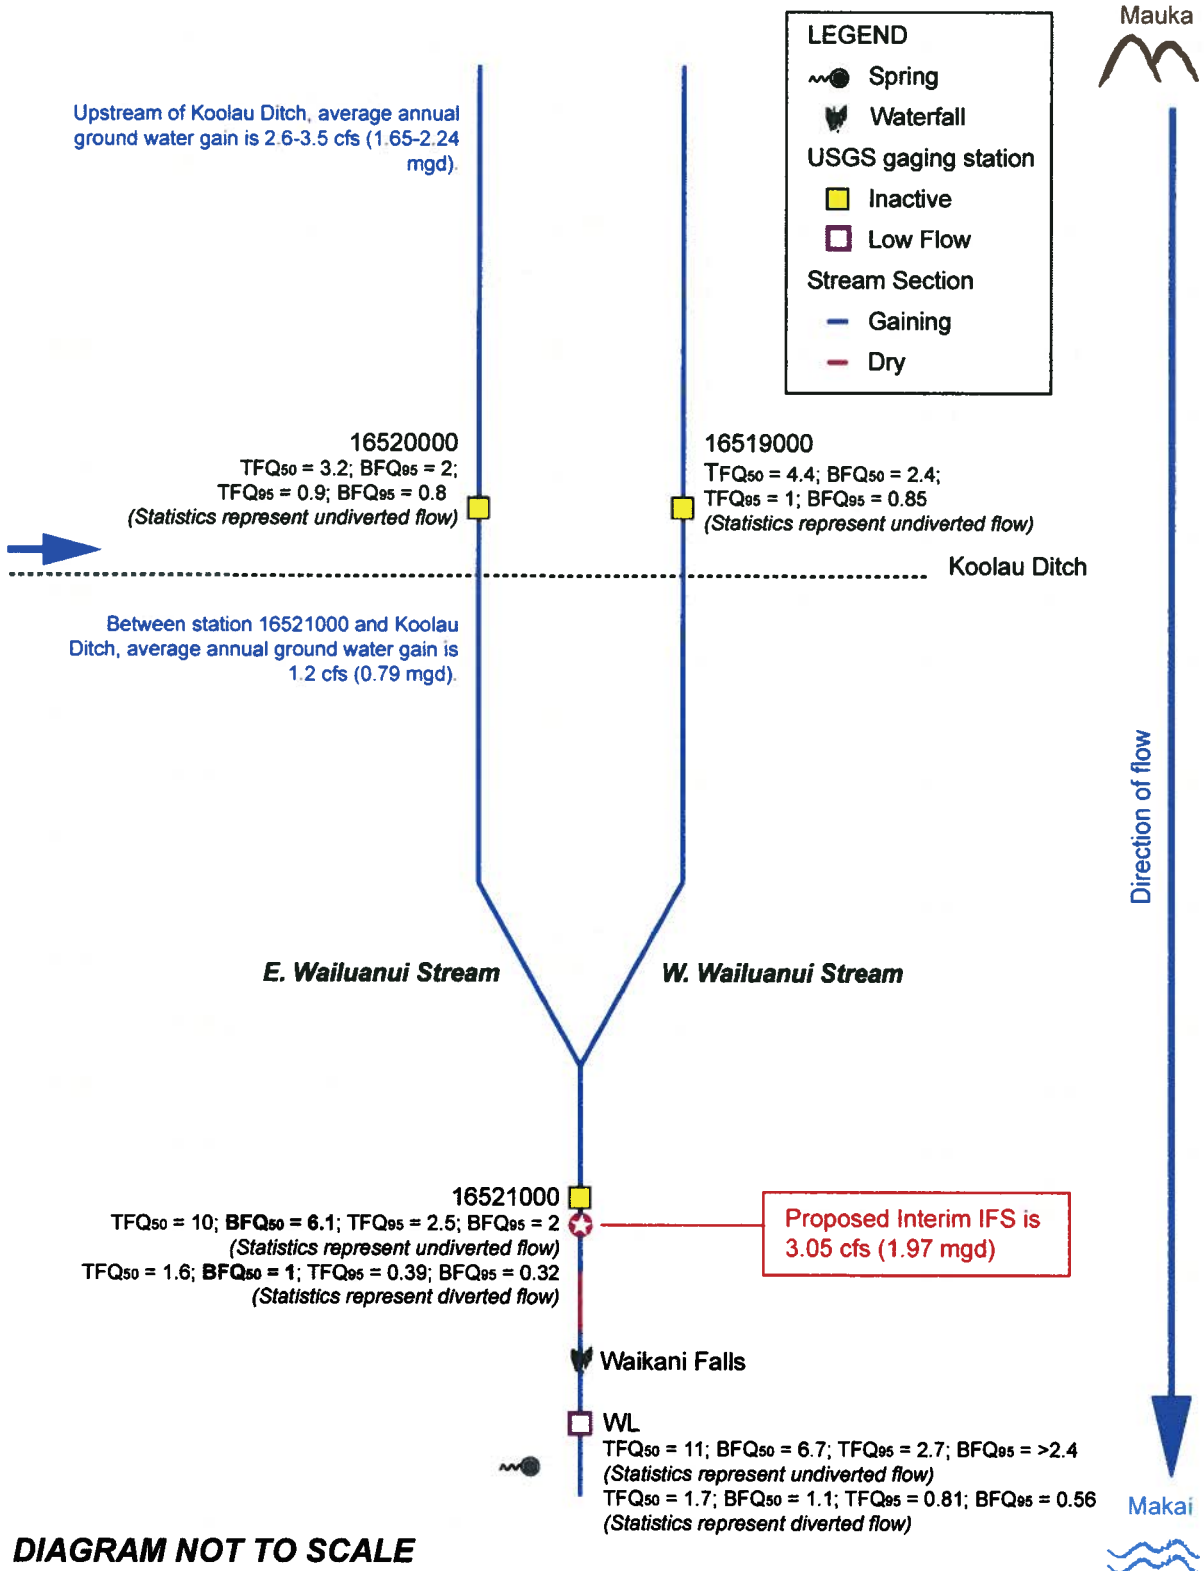 Mauka
LEGEND
Spring
Waterfall
USGS gaging station
Inactive
Low Flow
Stream Section
Gaining
Dry
Upstream of Koolau Ditch, average annual
ground water gain is 2.6-3.5 cfs (1.65-2.24
mgd).
16520000
TFQ50 = 3.2; BFQ95 = 2;
TFQ95 = 0.9; BFQ95 = 0.8
(Statistics represent undiverted flow)
16519000
TFQ50 = 4.4; BFQ50 = 2.4;
TFQ95 = 1; BFQ95 = 0.85
(Statistics represent undiverted flow)
Koolau Ditch
Between station 16521000 and Koolau
Ditch, average annual ground water gain is
1.2 cfs (0.79 mgd).
Direction of flow
E. Wailuanui Stream
W. Wailuanui Stream
16521000
TFQ50 = 10; BFQ50 = 6.1; TFQ95 = 2.5; BFQ95 = 2
(Statistics represent undiverted flow)
TFQ50 = 1.6; BFQ50 = 1; TFQ95 = 0.39; BFQ95 = 0.32
(Statistics represent diverted flow)
Proposed Interim IFS is
3.05 cfs (1.97 mgd)
Waikani Falls
WL
TFQ50 = 11; BFQ50 = 6.7; TFQ95 = 2.7; BFQ95 = >2.4
(Statistics represent undiverted flow)
TFQ50 = 1.7; BFQ50 = 1.1; TFQ95 = 0.81; BFQ95 = 0.56
(Statistics represent diverted flow)
Makai
DIAGRAM NOT TO SCALE